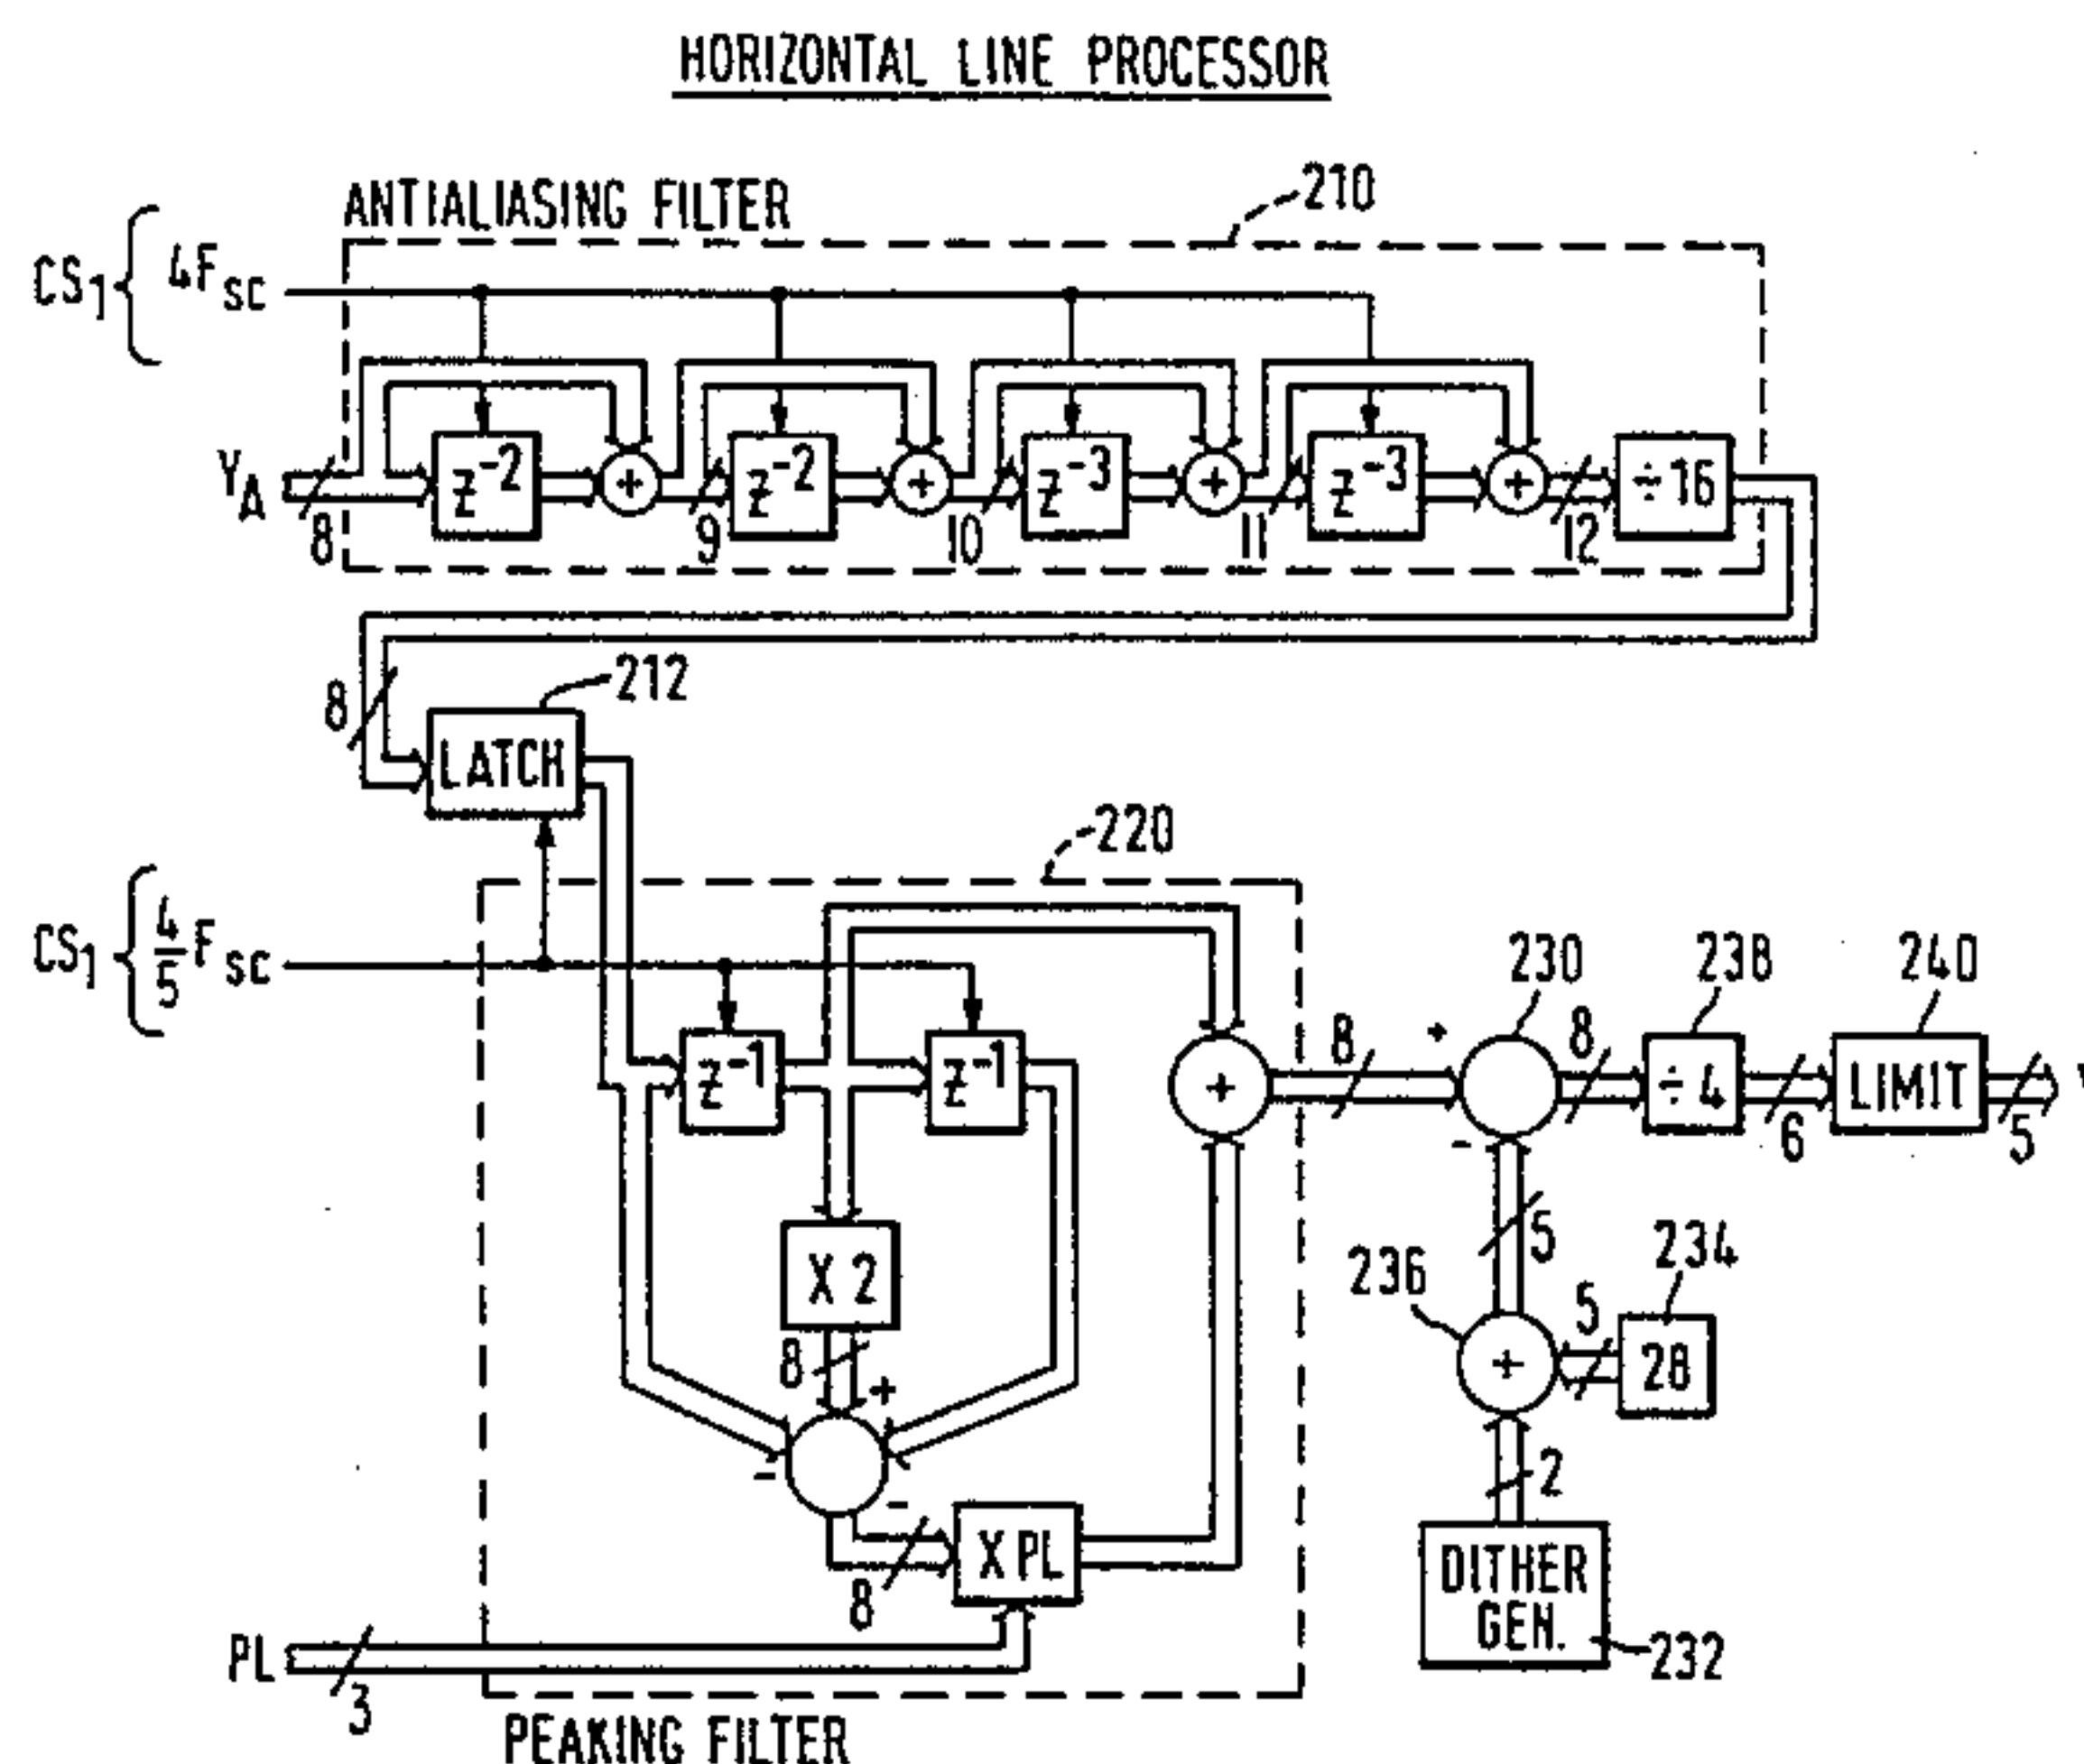 HORIZONTAL LINE PROCESSOR
ANTIALIASING FILTER
210
CS1 { 4FSC
YA
8
z-2
+
9
z-2
+
10
z-3
+
11
z-3
+
12
÷16
8
LATCH
212
220
CS1 { 4/5 FSC
z-1
z-1
X 2
8
+
-
-
8
X PL
PL
3
+
PEAKING FILTER
8
+
-
230
8
238
÷4
6
240
LIMIT
5
5
236
+
5
234
28
2
DITHER
GEN.
232